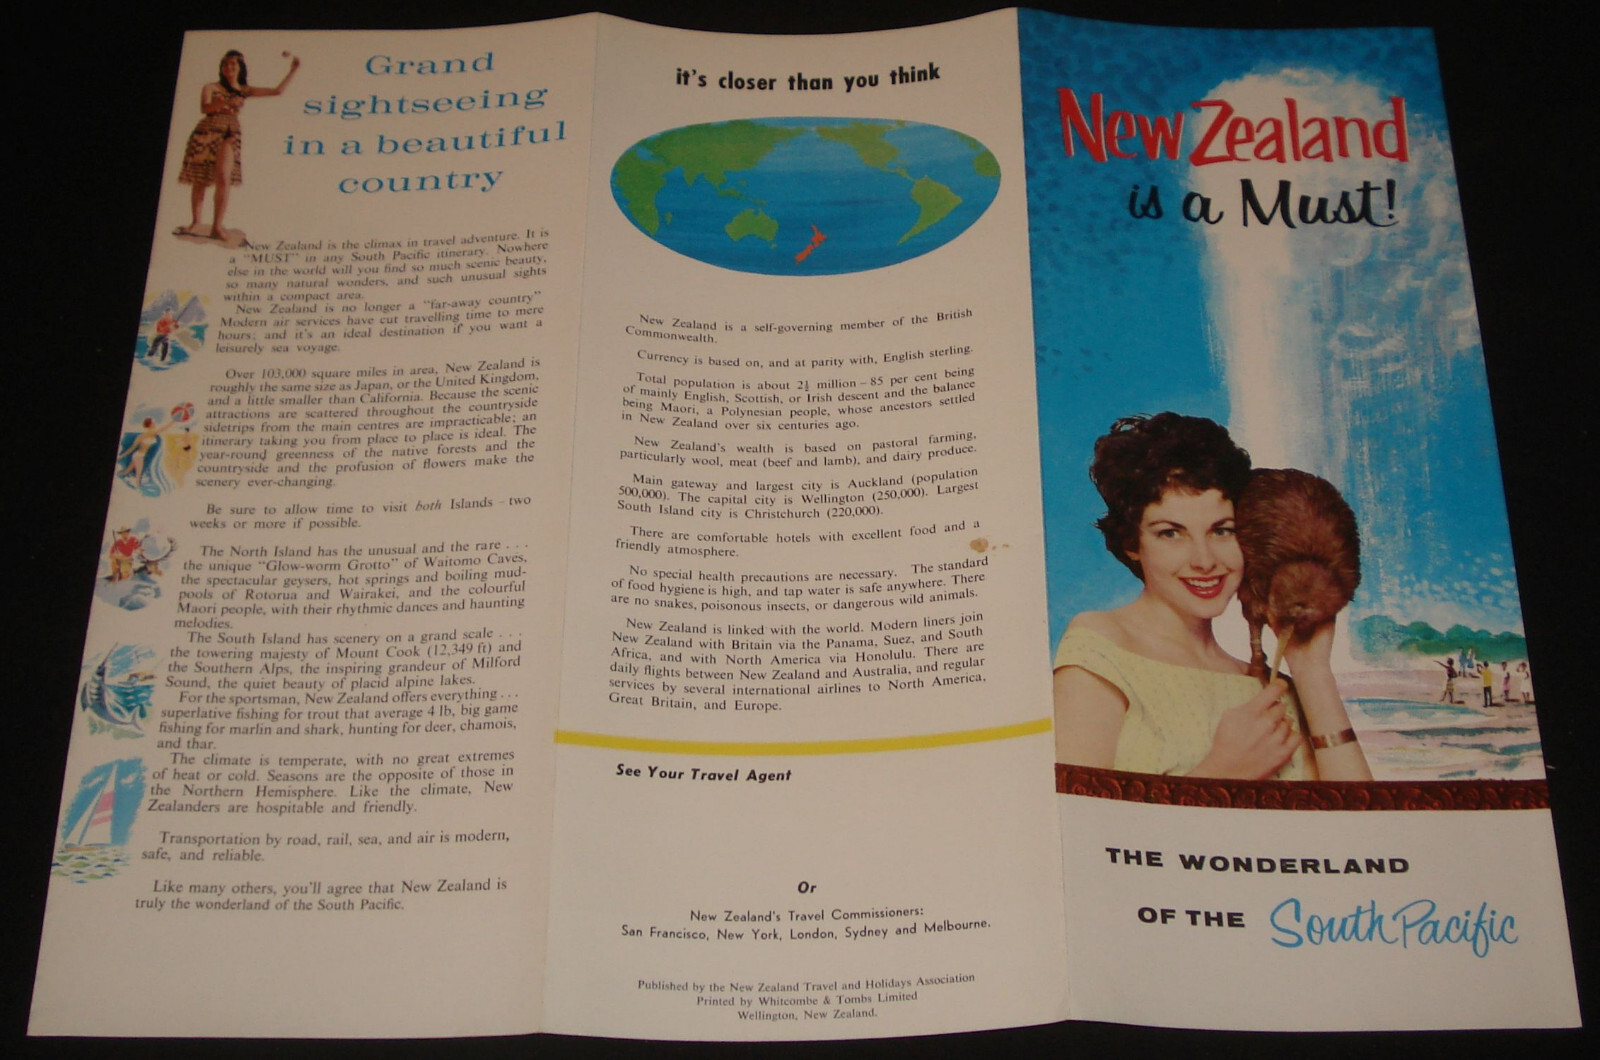 Grand
sightseeing
in a beautiful
country
New Zealand is the climax in travel adventure. It is
a "MUST" in any South Pacific itinerary. Nowhere
else in the world will you find so much scenic beauty,
so many natural wonders, and such unusual sights
within a compact area.
New Zealand is no longer a "far-away country"
Modern air services have cut travelling time to mere
hours; and it's an ideal destination if you want a
leisurely sea voyage.
Over 103,000 square miles in area, New Zealand is
roughly the same size as Japan, or the United Kingdom,
and a little smaller than California. Because the scenic
attractions are scattered throughout the countryside
sidetrips from the main centres are impracticable; an
itinerary taking you from place to place is ideal. The
year-round greenness of the native forests and the
countryside and the profusion of flowers make the
scenery ever-changing.
Be sure to allow time to visit both Islands - two
weeks or more if possible.
The North Island has the unusual and the rare . . .
the unique "Glow-worm Grotto" of Waitomo Caves,
the spectacular geysers, hot springs and boiling mud-
pools of Rotorua and Wairakei, and the colourful
Maori people, with their rhythmic dances and haunting
melodies.
The South Island has scenery on a grand scale . . .
the towering majesty of Mount Cook (12,349 ft) and
the Southern Alps, the inspiring grandeur of Milford
Sound, the quiet beauty of placid alpine lakes.
For the sportsman, New Zealand offers everything . . .
superlative fishing for trout that average 4 lb, big game
fishing for marlin and shark, hunting for deer, chamois,
and thar.
The climate is temperate, with no great extremes
of heat or cold. Seasons are the opposite of those in
the Northern Hemisphere. Like the climate, New
Zealanders are hospitable and friendly.
Transportation by road, rail, sea, and air is modern,
safe, and reliable.
Like many others, you'll agree that New Zealand is
truly the wonderland of the South Pacific.
it's closer than you think
New Zealand is a self-governing member of the British
Commonwealth.
Currency is based on, and at parity with, English sterling.
Total population is about 2½ million – 85 per cent being
of mainly English, Scottish, or Irish descent and the balance
being Maori, a Polynesian people, whose ancestors settled
in New Zealand over six centuries ago.
New Zealand's wealth is based on pastoral farming,
particularly wool, meat (beef and lamb), and dairy produce.
Main gateway and largest city is Auckland (population
500,000). The capital city is Wellington (250,000). Largest
South Island city is Christchurch (220,000).
There are comfortable hotels with excellent food and a
friendly atmosphere.
No special health precautions are necessary. The standard
of food hygiene is high, and tap water is safe anywhere. There
are no snakes, poisonous insects, or dangerous wild animals.
New Zealand is linked with the world. Modern liners join
New Zealand with Britain via the Panama, Suez, and South
Africa, and with North America via Honolulu. There are
daily flights between New Zealand and Australia, and regular
services by several international airlines to North America,
Great Britain, and Europe.
See Your Travel Agent
Or
New Zealand's Travel Commissioners:
San Francisco, New York, London, Sydney and Melbourne.
Published by the New Zealand Travel and Holidays Association
Printed by Whitcombe & Tombs Limited
Wellington, New Zealand.
New Zealand
is a Must!
THE WONDERLAND
OF THE South Pacific